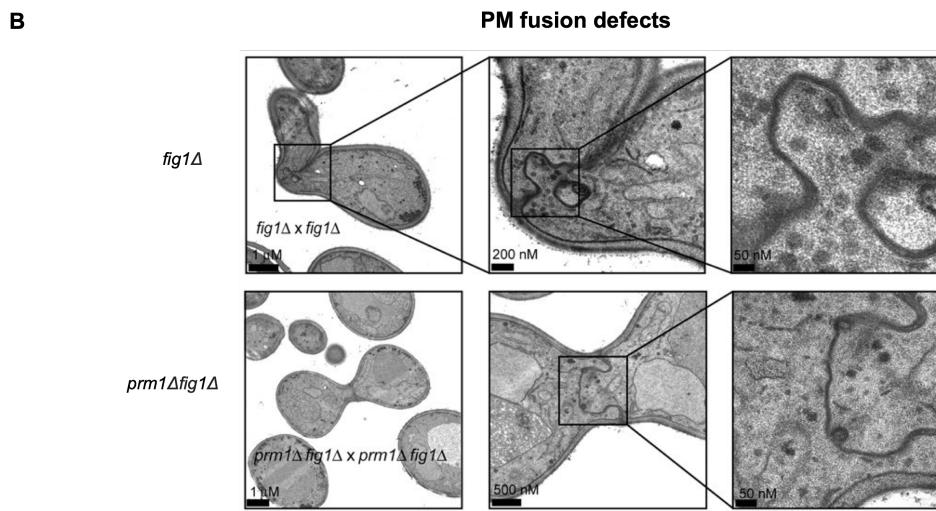 B
PM fusion defects
fig1Δ
fig1Δ x fig1Δ
1 µM
200 nM
50 nM
prm1Δfig1Δ
prm1Δ fig1Δ x prm1Δ fig1Δ
1 µM
500 nM
50 nM